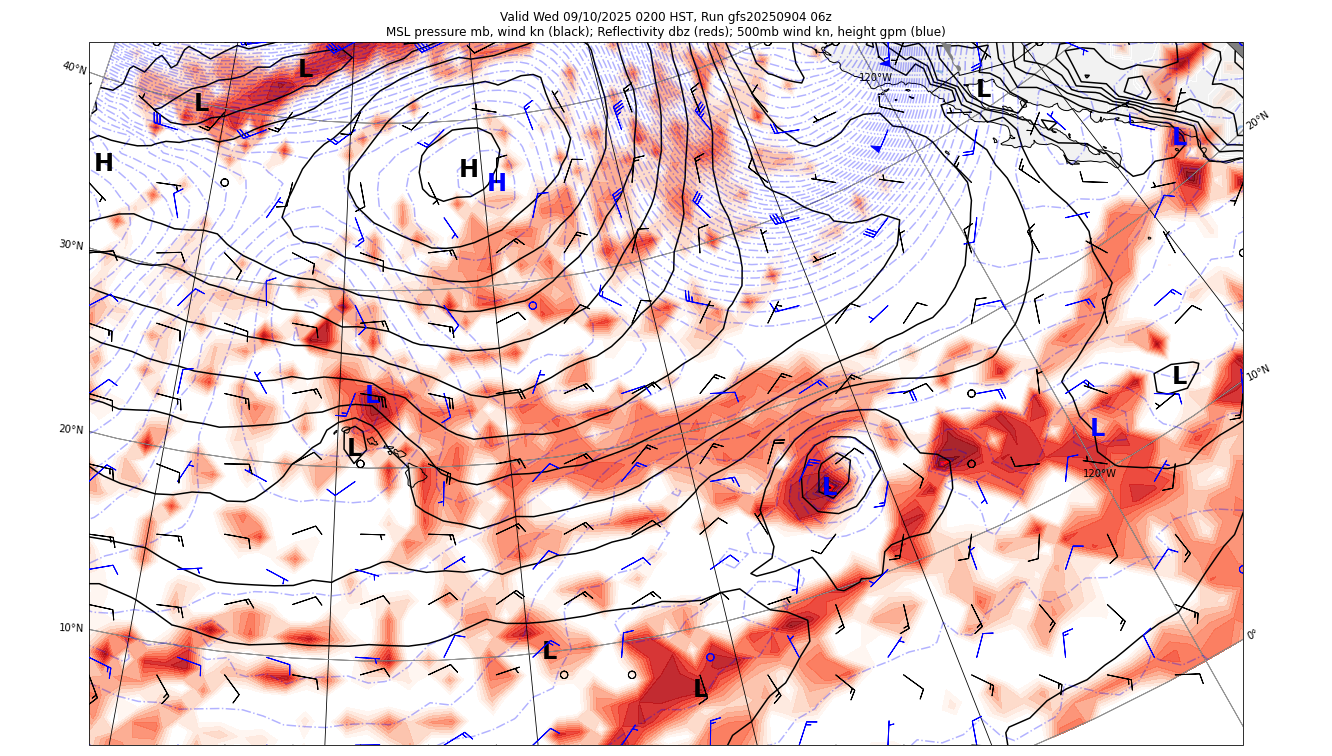 Valid Wed 09/10/2025 0200 HST, Run gfs20250904 06z
MSL pressure mb, wind kn (black); Reflectivity dbz (reds); 500mb wind kn, height gpm (blue)
40°N
L
L
120°W
L
20°N
L
H
H
H
30°N
10°N
L
L
20°N
L
L
L
120°W
10°N
L
L
0°